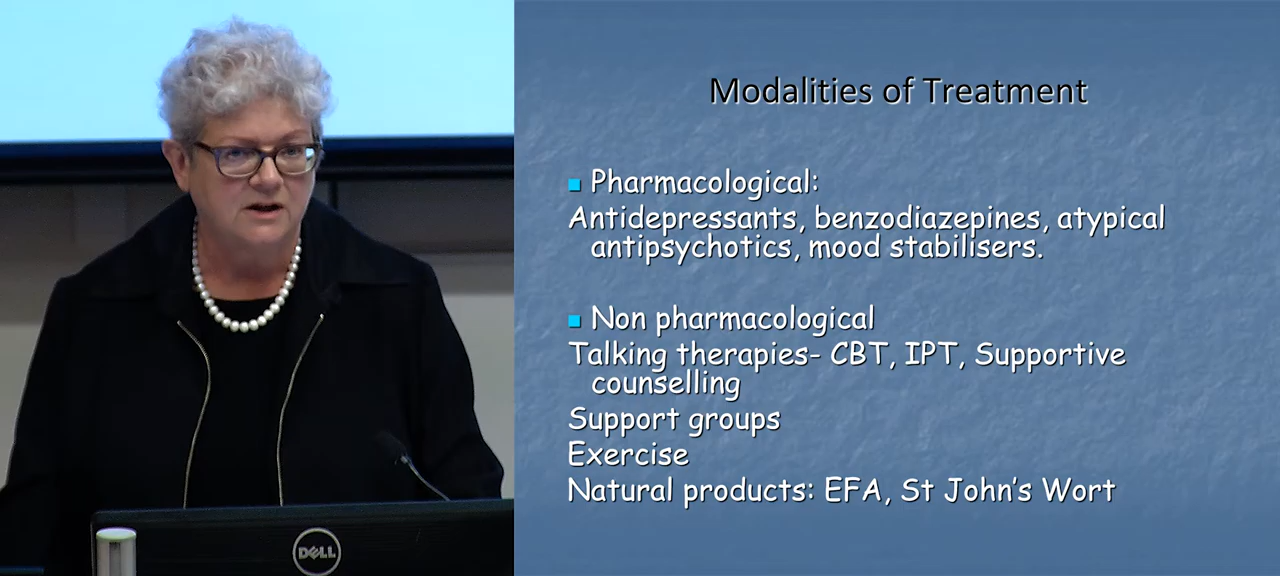 Modalities of Treatment
Pharmacological:
Antidepressants, benzodiazepines, atypical
antipsychotics, mood stabilisers.
Non pharmacological
Talking therapies- CBT, IPT, Supportive
counselling
Support groups
Exercise
Natural products: EFA, St John's Wort
DELL